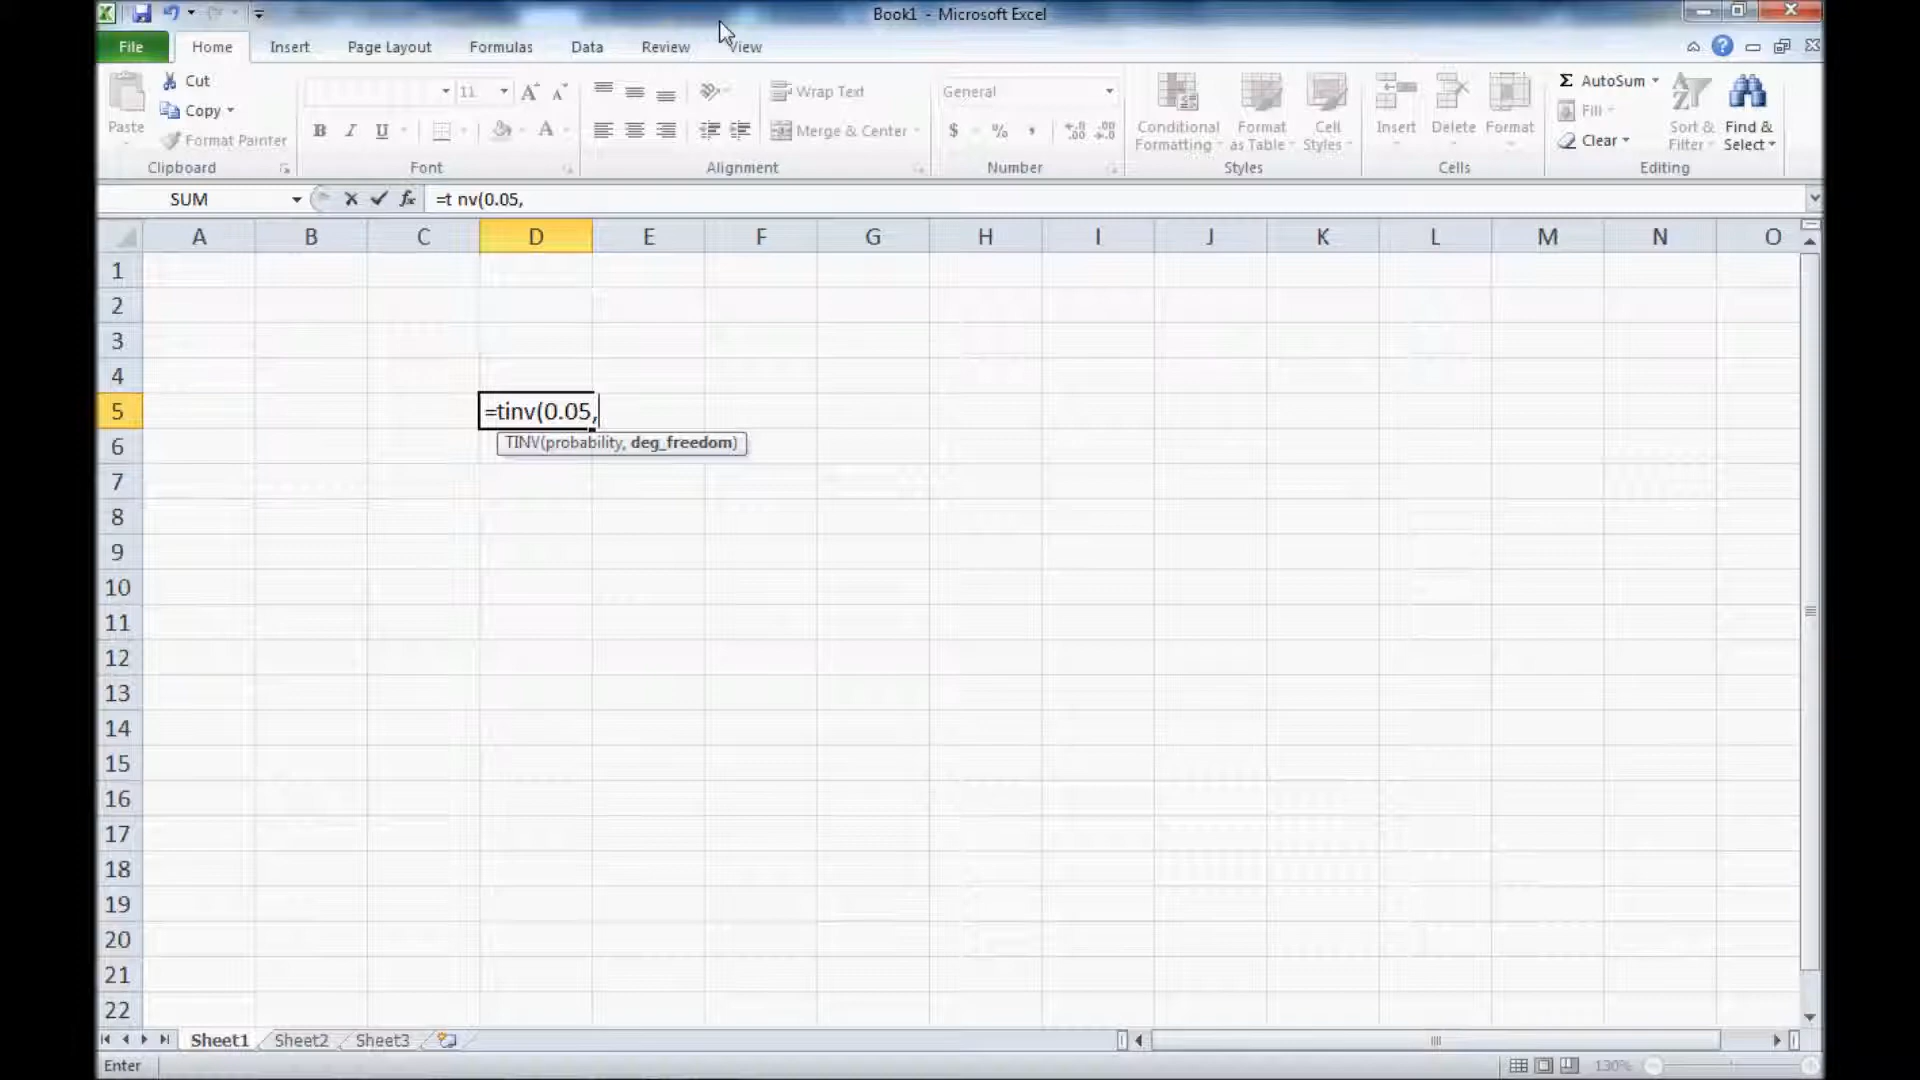 Book1 - Microsoft Excel
File Home Insert Page Layout Formulas Data Review View
Paste
Cut
Copy
Format Painter
Clipboard
11
B I U
A
Font
Wrap Text
Merge & Center
Alignment
General
$ % ,
Number
Conditional Formatting
Format as Table
Cell Styles
Styles
Insert Delete Format
Cells
Σ AutoSum
Fill
Clear
Sort & Filter
Find & Select
Editing
SUM fx =t nv(0.05,
A B C D E F G H I J K L M N O
1
2
3
4
5 =tinv(0.05,
TINV(probability, deg_freedom)
6
7
8
9
10
11
12
13
14
15
16
17
18
19
20
21
22
Sheet1 Sheet2 Sheet3
Enter 130%